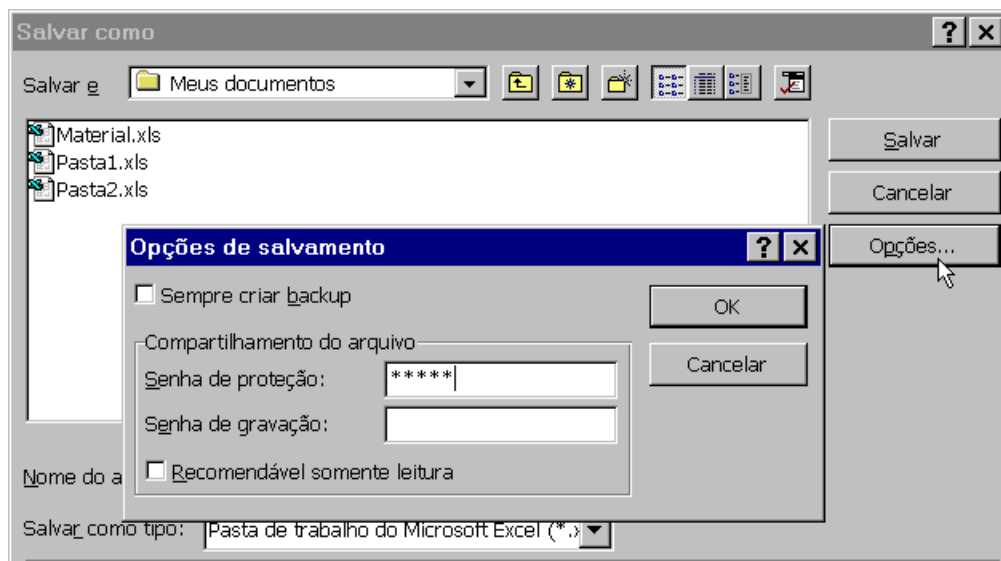 Salvar como
Salvar e
Meus documentos
Material.xls
Pasta1.xls
Pasta2.xls
Salvar
Cancelar
Opções...
Opções de salvamento
Sempre criar backup
OK
Cancelar
Compartilhamento do arquivo
Senha de proteção: *****
Senha de gravação:
Recomendável somente leitura
Nome do a
Salvar como tipo: Pasta de trabalho do Microsoft Excel (*.x